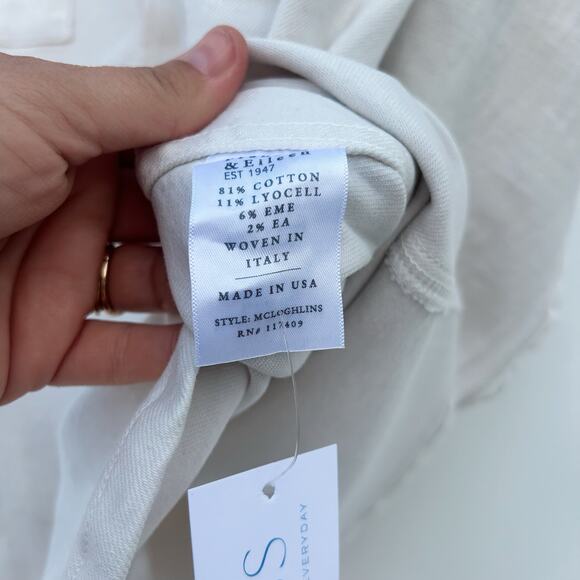 & Eileen
EST 1947
81% COTTON
11% LYOCELL
6% EME
2% EA
WOVEN IN
ITALY
MADE IN USA
STYLE: MCLOGHLINS
RN# 117409
S
EVERYDAY